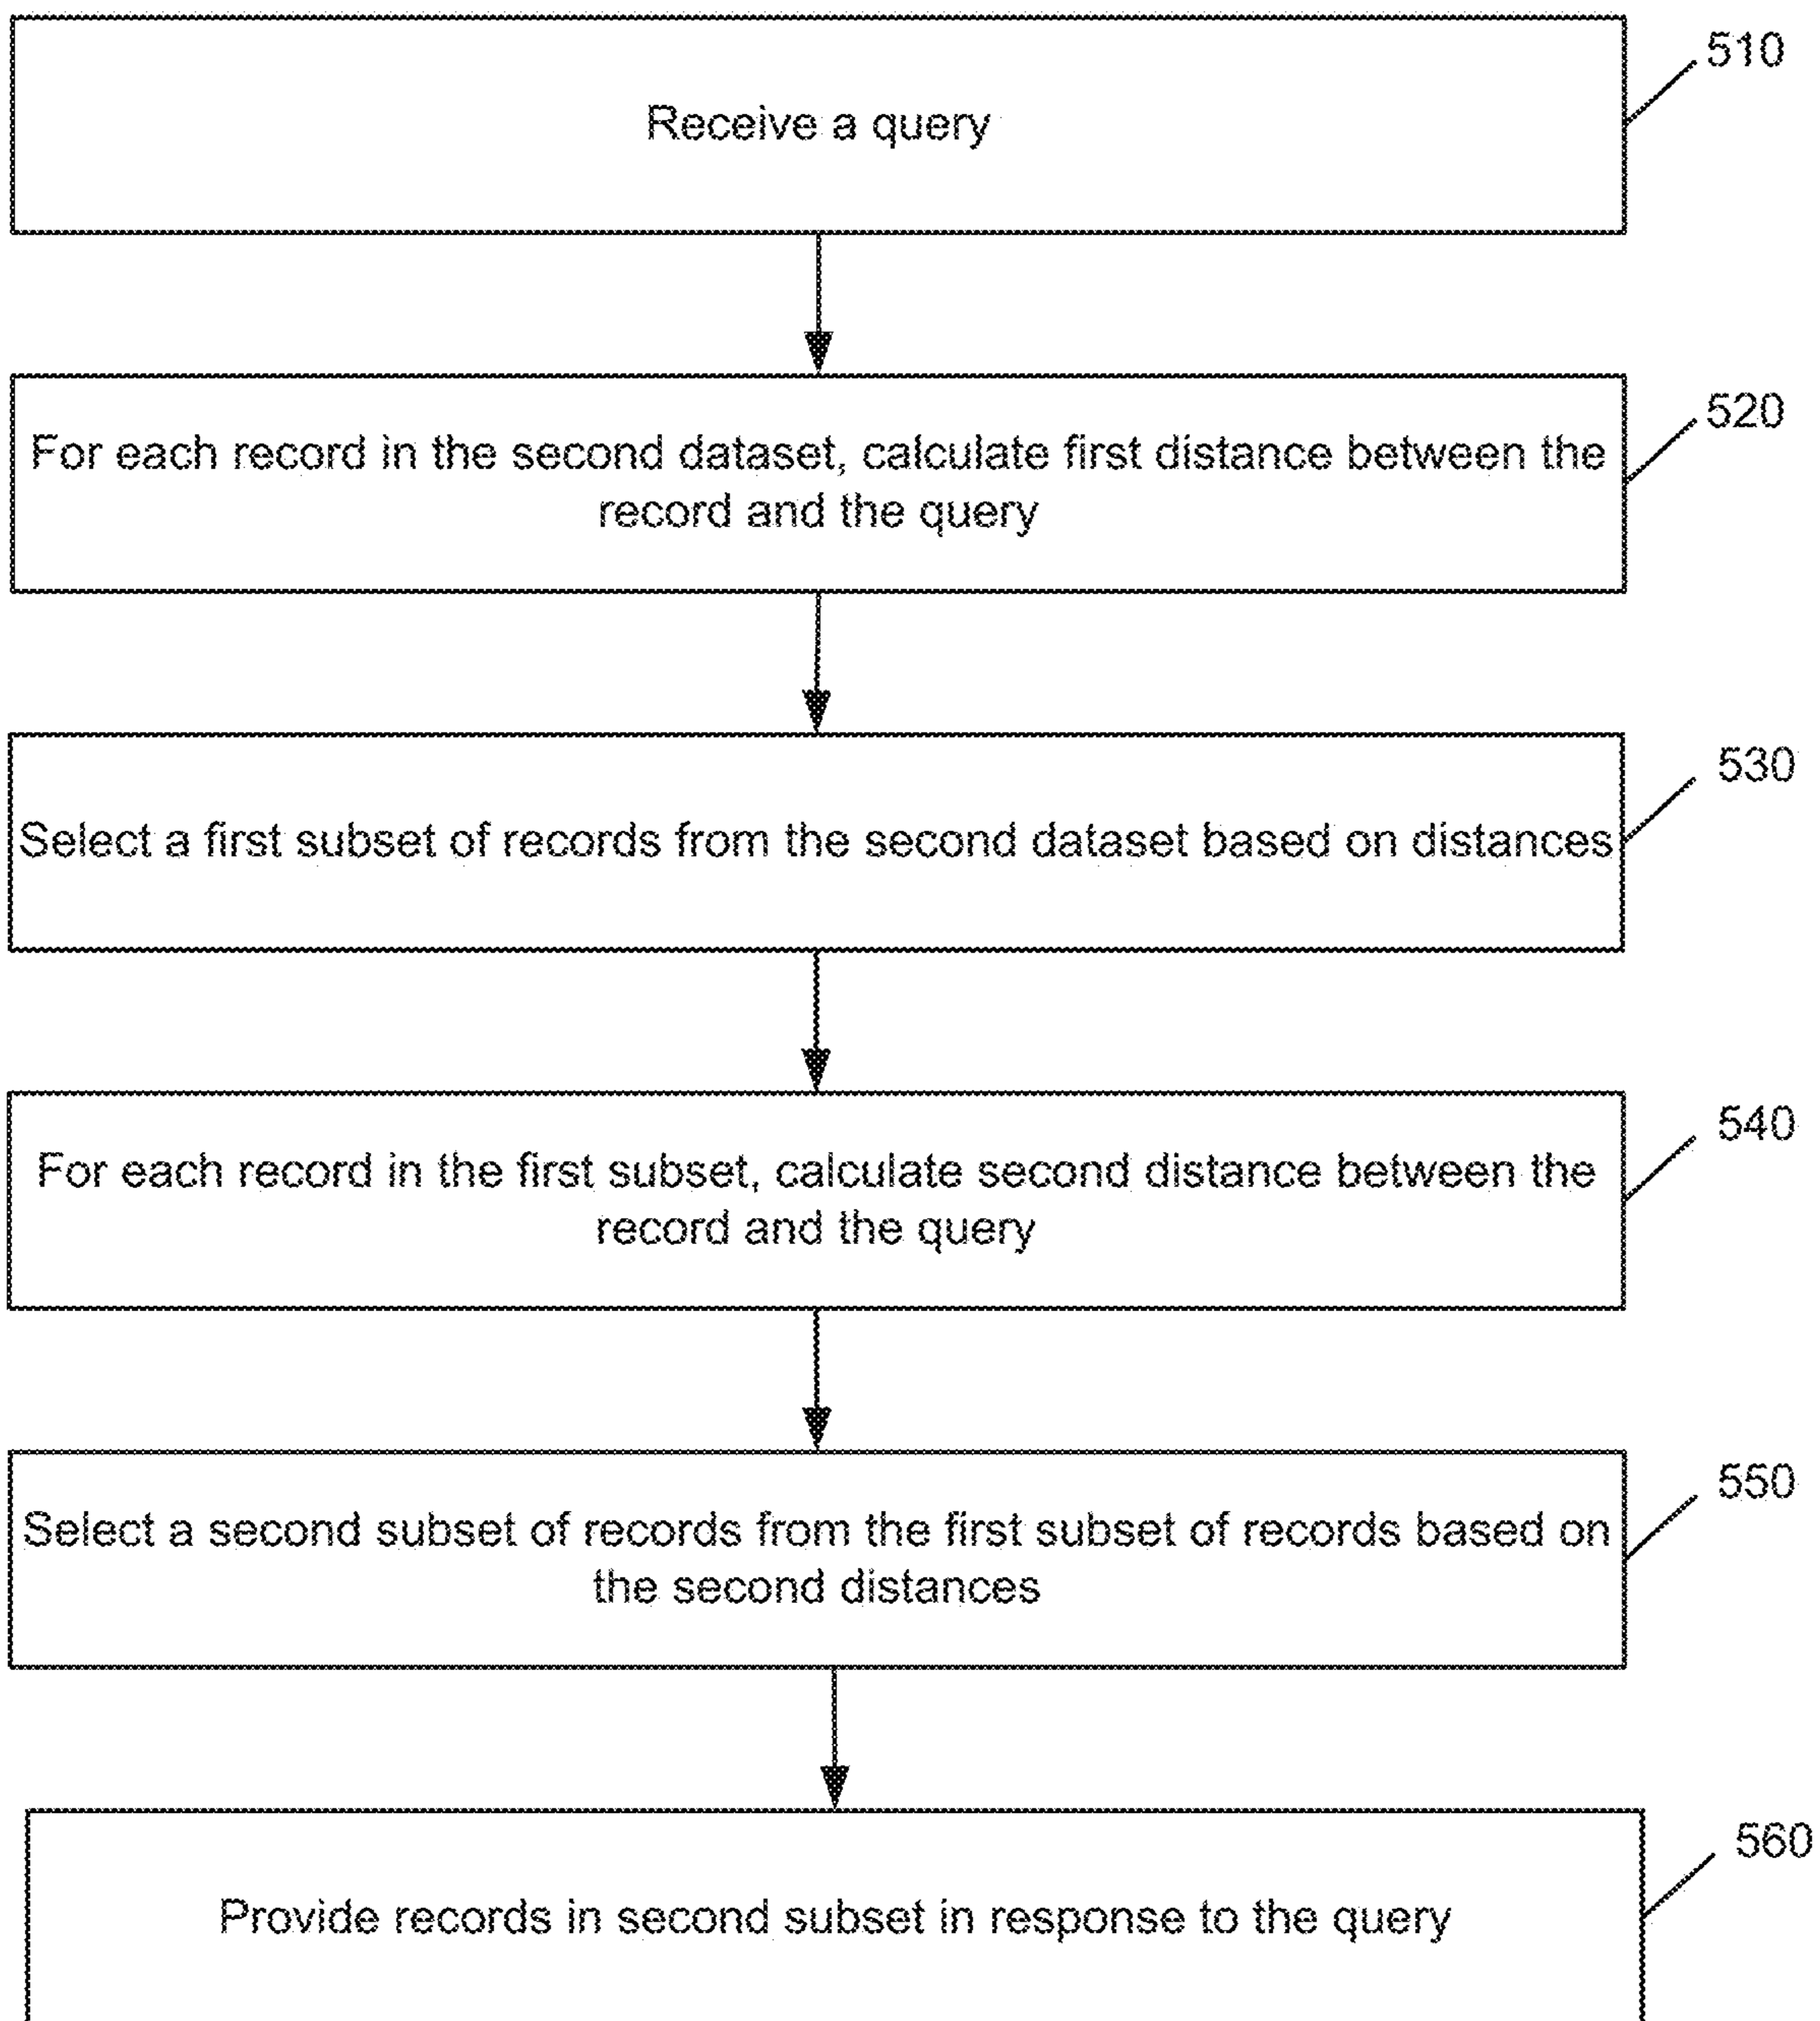 510
Receive a query
520
For each record in the second dataset, calculate first distance between the
record and the query
530
Select a first subset of records from the second dataset based on distances
540
For each record in the first subset, calculate second distance between the
record and the query
550
Select a second subset of records from the first subset of records based on
the second distances
560
Provide records in second subset in response to the query